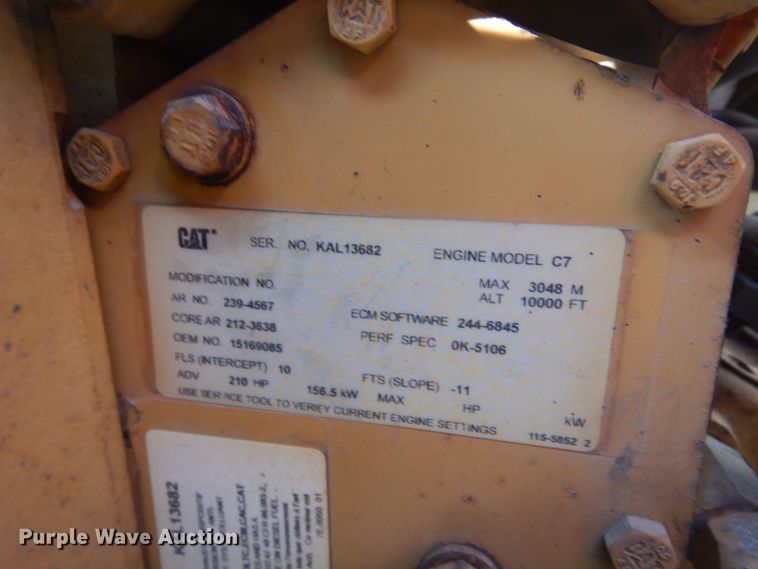 CAT SER. NO. KAL13682 ENGINE MODEL C7
MODIFICATION NO. MAX 3048 M
ALT 10000 FT
AR NO. 239-4567 ECM SOFTWARE 244-6845
CORE AR 212-3638 PERF SPEC 0K-5106
OEM NO. 15169085
FLS (INTERCEPT) 10 FTS (SLOPE) -11
ADV 210 HP 156.5 kW MAX HP kW
USE SERVICE TOOL TO VERIFY CURRENT ENGINE SETTINGS 115-5852 2
KAL13682
Purple Wave Auction